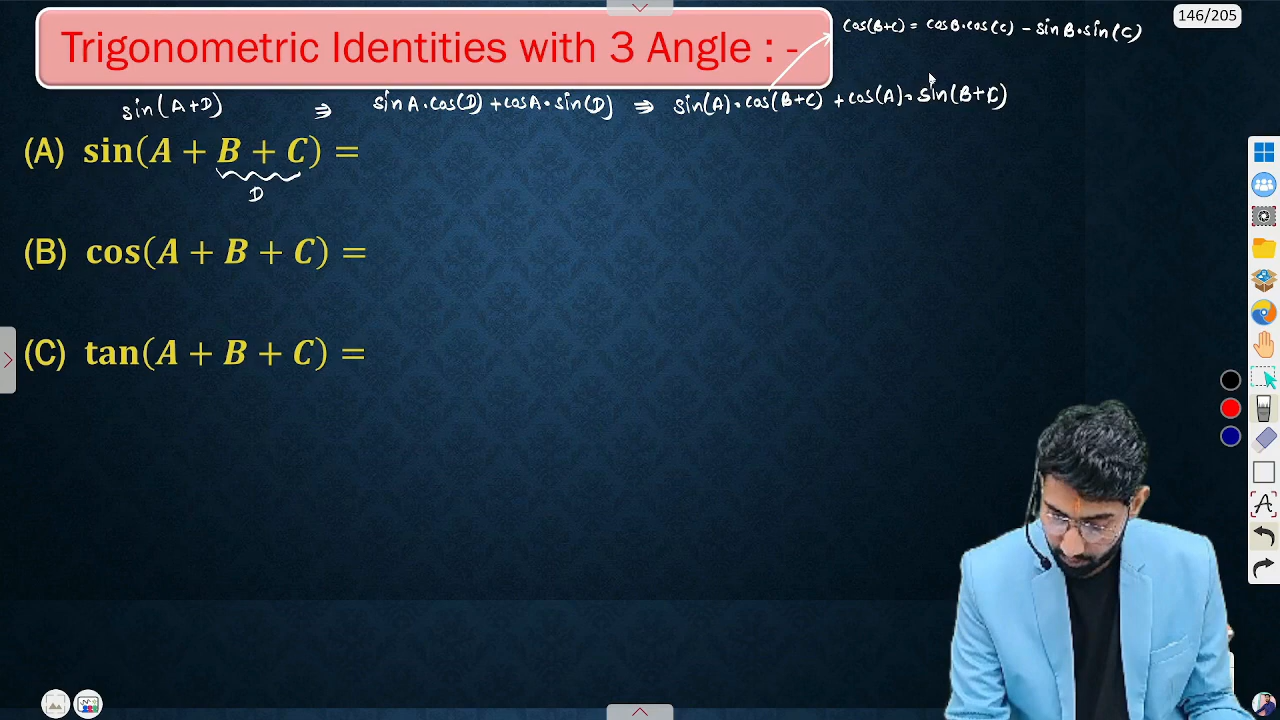 146/205
cos(B+C) = cosB·cos(C) - sinB·sin(C)
Trigonometric Identities with 3 Angle : -
sin(A+D) ⇒ sinA·cos(D) + cosA·sin(D) ⇒ sin(A)·cos(B+C) + cos(A)·sin(B+C)
(A) sin(A + B + C) =
D
(B) cos(A + B + C) =
(C) tan(A + B + C) =